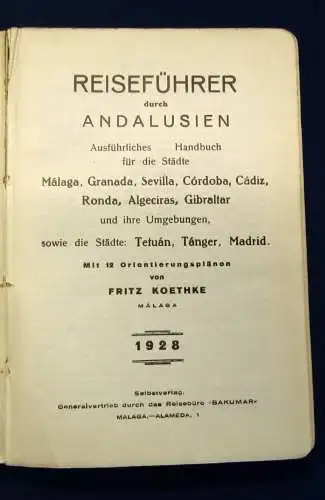 REISEFÜHRER
durch
ANDALUSIEN
Ausführliches Handbuch
für die Städte
Málaga, Granada, Sevilla, Córdoba, Cádiz,
Ronda, Algeciras, Gibraltar
und ihre Umgebungen,
sowie die Städte: Tetuán, Tánger, Madrid.
Mit 12 Orientierungsplänen
von
FRITZ KOETHKE
MÁLAGA
1928
Selbstverlag.
Generalvertrieb durch das Reisebüro »BAKUMAR«
MALAGA.—ALAMEDA, 1